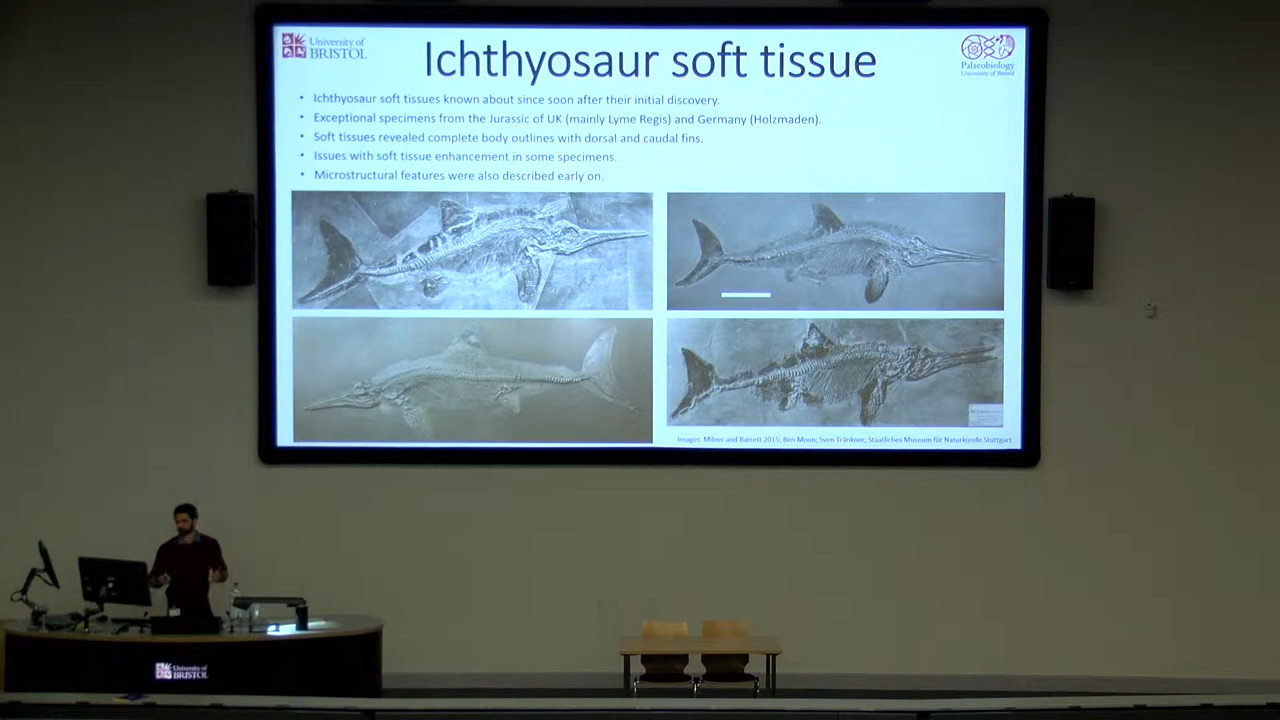 University of
BRISTOL
Ichthyosaur soft tissue
Palaeobiology
University of Bristol
• Ichthyosaur soft tissues known about since soon after their initial discovery.
• Exceptional specimens from the Jurassic of UK (mainly Lyme Regis) and Germany (Holzmaden).
• Soft tissues revealed complete body outlines with dorsal and caudal fins.
• Issues with soft tissue enhancement in some specimens.
• Microstructural features were also described early on.
Images: Milner and Barrett 2015; Ben Moon; Sven Tränkner; Staatliches Museum für Naturkunde Stuttgart
University of
BRISTOL